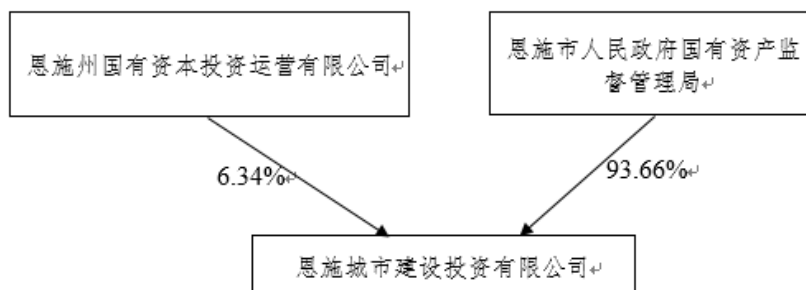 恩施州国有资本投资运营有限公司
恩施市人民政府国有资产监
督管理局
6.34%
93.66%
恩施城市建设投资有限公司